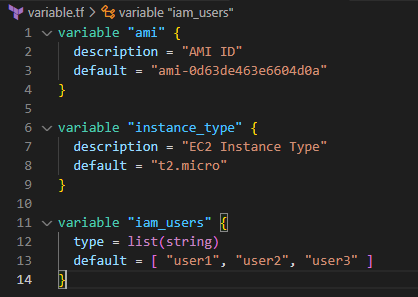 variable.tf > variable "iam_users"
1 variable "ami" {
2 description = "AMI ID"
3 default = "ami-0d63de463e6604d0a"
4 }
5
6 variable "instance_type" {
7 description = "EC2 Instance Type"
8 default = "t2.micro"
9 }
10
11 variable "iam_users" {
12 type = list(string)
13 default = [ "user1", "user2", "user3" ]
14 }